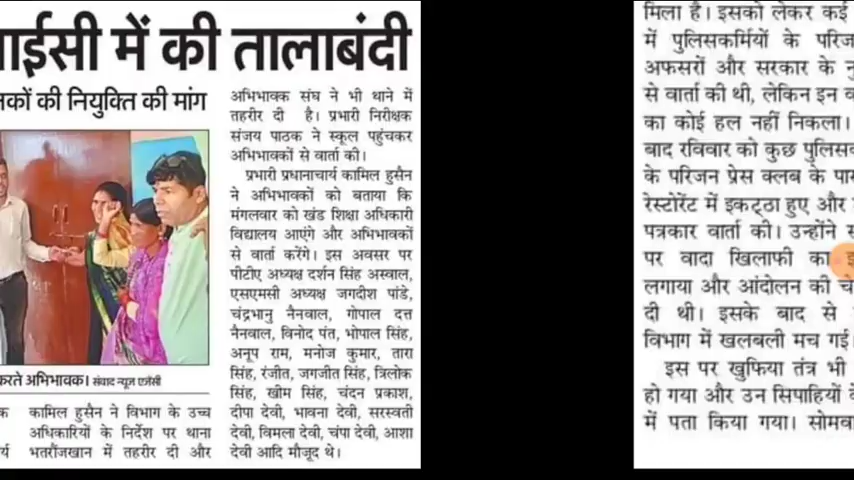 में की तालाबंदी
की नियुक्ति की मांग
अभिभावक संघ ने भी थाने में
तहरीर दी है। प्रभारी निरीक्षक
संजय पाठक ने स्कूल पहुंचकर
अभिभावकों से वार्ता की।
प्रभारी प्रधानाचार्य कामिल हुसैन
ने अभिभावकों को बताया कि
मंगलवार को खंड शिक्षा अधिकारी
विद्यालय आएंगे और अभिभावकों
से वार्ता करेंगे। इस अवसर पर
पीटीए अध्यक्ष दर्शन सिंह अस्वाल,
एसएमसी अध्यक्ष जगदीश पांडे,
चंद्रभानु नैनवाल, गोपाल दत्त
नैनवाल, विनोद पंत, भोपाल सिंह,
अनूप राम, मनोज कुमार, तारा
सिंह, रंजीत, जगजीत सिंह, त्रिलोक
सिंह, खीम सिंह, चंदन प्रकाश,
दीपा देवी, भावना देवी, सरस्वती
देवी, विमला देवी, चंपा देवी, आशा
देवी आदि मौजूद थे।
करते अभिभावक। संवाद न्यूज एजेंसी
कामिल हुसैन ने विभाग के उच्च
अधिकारियों के निर्देश पर थाना
भतरौंजखान में तहरीर दी और
मिला है। इसको लेकर कई
में पुलिसकर्मियों के
अफसरों और सरकार के
से वार्ता की थी, लेकिन इन
का कोई हल नहीं निकला।
बाद रविवार को कुछ
के परिजन प्रेस क्लब के
रेस्टोरेंट में इकट्ठा हुए और
पत्रकार वार्ता की। उन्होंने
पर वादा खिलाफी का
लगाया और आंदोलन की
दी थी। इसके बाद से
विभाग में खलबली मच गई।
इस पर खुफिया तंत्र भी
हो गया और उन सिपाहियों
में पता किया गया।